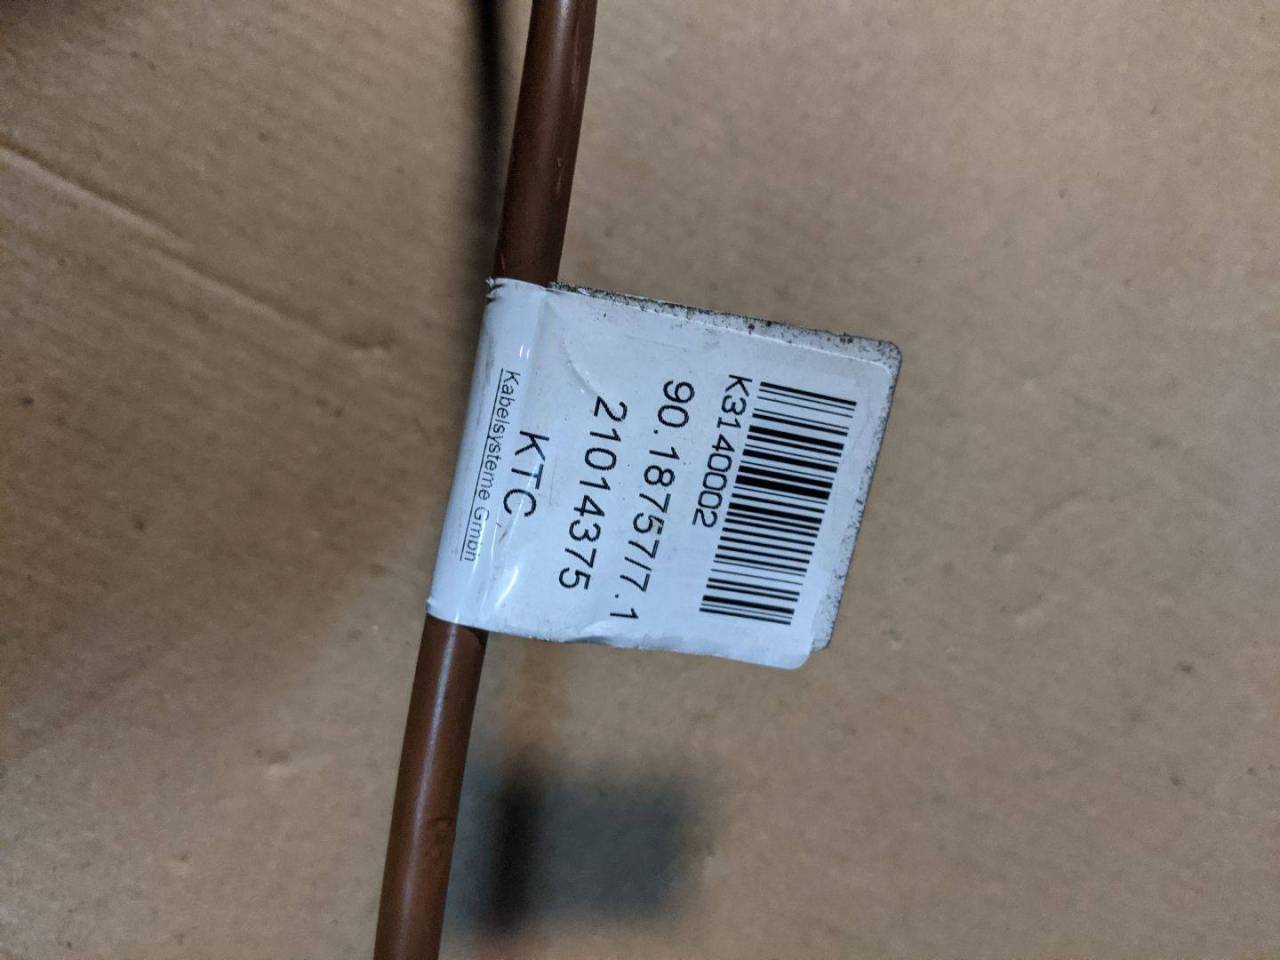 K3140002
90.18757/7.1
21014375
KTC
Kabelsysteme Gmbh